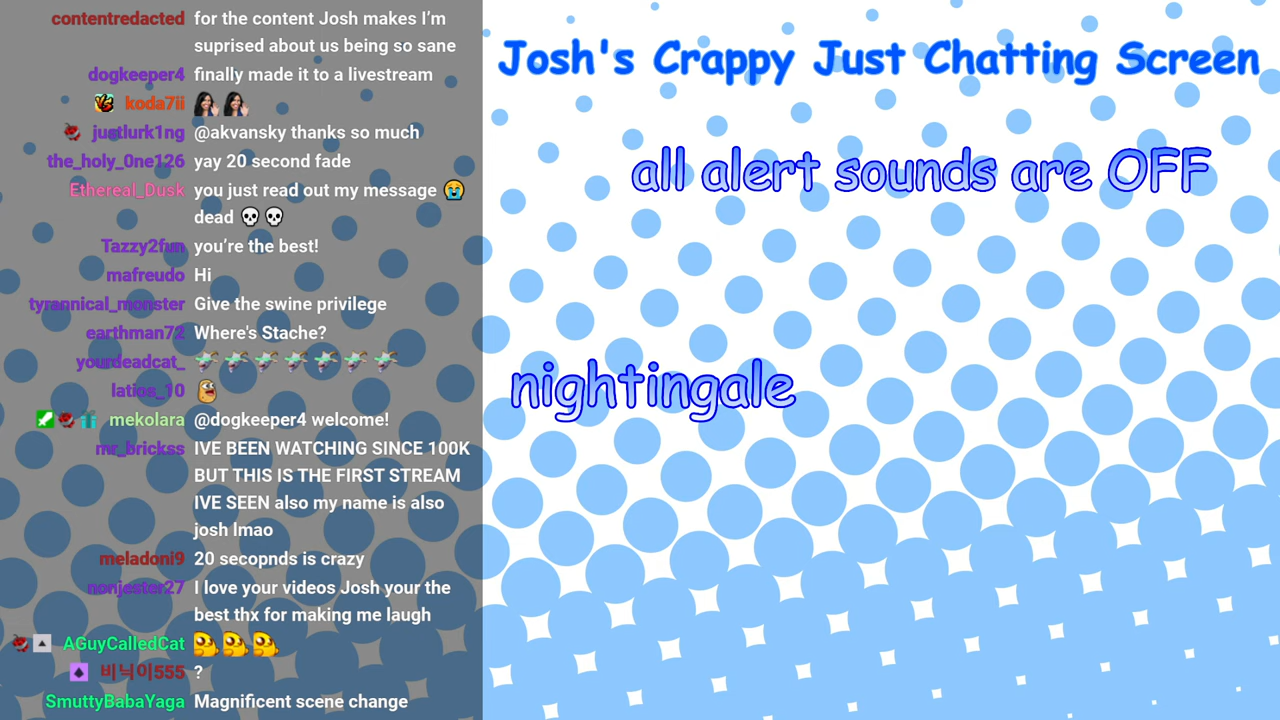 contentredacted for the content Josh makes I’m
suprised about us being so sane
dogkeeper4 finally made it to a livestream
koda7ii
justlurk1ng @akvansky thanks so much
the_holy_0ne126 yay 20 second fade
Ethereal_Dusk you just read out my message 😭
dead 💀 💀
Tazzy2fun you’re the best!
mafreudo Hi
tyrannical_monster Give the swine privilege
earthman72 Where's Stache?
yourdeadcat_
latios_10
mekolara @dogkeeper4 welcome!
mr_brickss IVE BEEN WATCHING SINCE 100K
BUT THIS IS THE FIRST STREAM
IVE SEEN also my name is also
josh lmao
meladoni9 20 secopnds is crazy
nonjester27 I love your videos Josh your the
best thx for making me laugh
AGuyCalledCat
비닉이555 ?
SmuttyBabaYaga Magnificent scene change
Josh's Crappy Just Chatting Screen
all alert sounds are OFF
nightingale